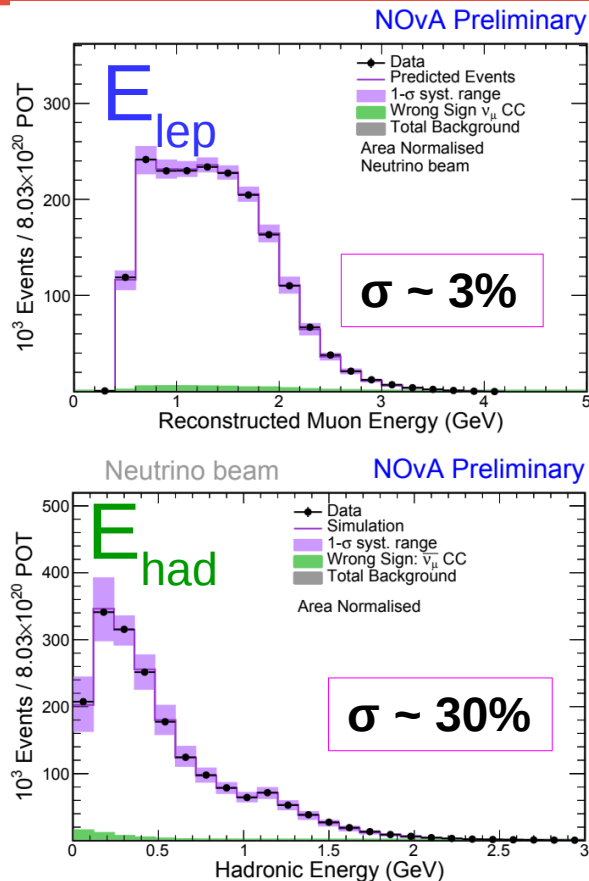 NOvA Preliminary
E_lep
Data
Predicted Events
1-σ syst. range
Wrong Sign ν_μ CC
Total Background
Area Normalised
Neutrino beam
σ ~ 3%
10³ Events / 8.03×10²⁰ POT
300
200
100
0 1 2 3 4 5
Reconstructed Muon Energy (GeV)
Neutrino beam
NOvA Preliminary
E_had
Data
Simulation
1-σ syst. range
Wrong Sign: ν̅_μ CC
Total Background
Area Normalised
σ ~ 30%
10³ Events / 8.03×10²⁰ POT
500
400
300
200
100
0 0.5 1 1.5 2 2.5 3
Hadronic Energy (GeV)